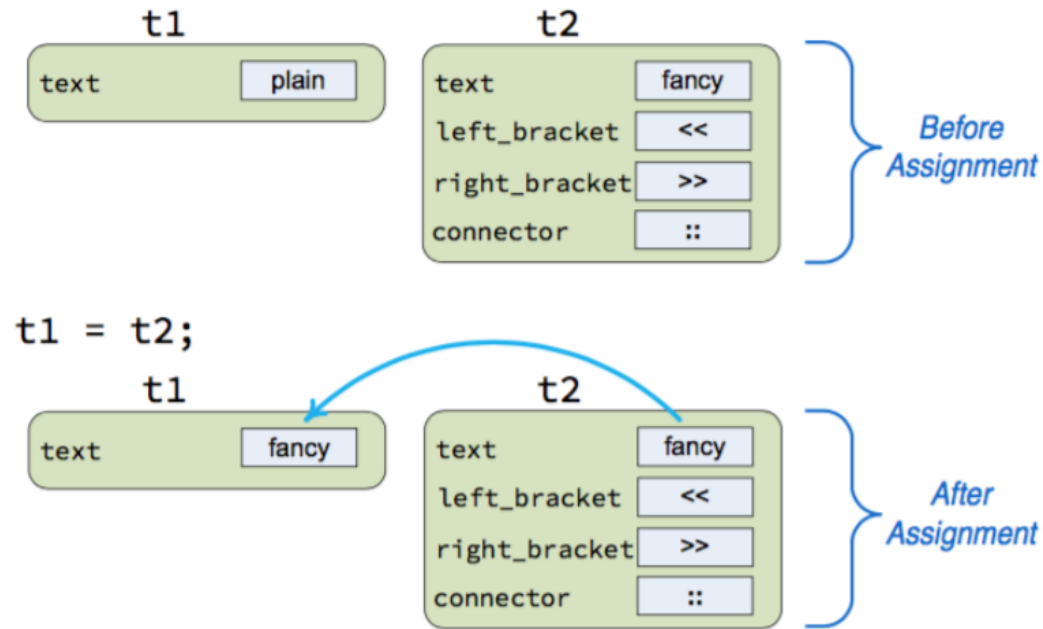 t1 t2
text plain text fancy
left_bracket <<
right_bracket >>
connector ::
Before
Assignment
t1 = t2;
t1 t2
text fancy text fancy
left_bracket <<
right_bracket >>
connector ::
After
Assignment